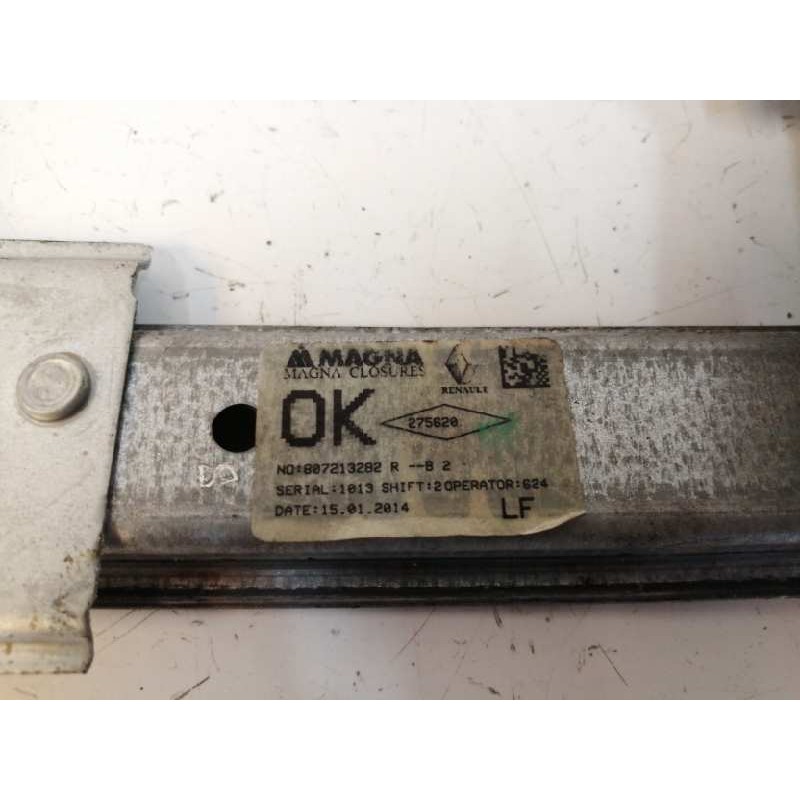 MAGNA
MAGNA CLOSURES
RENAULT
OK
275620
NO:807213282 R --B 2
SERIAL:1013 SHIFT:2 OPERATOR:624
DATE:15.01.2014
LF